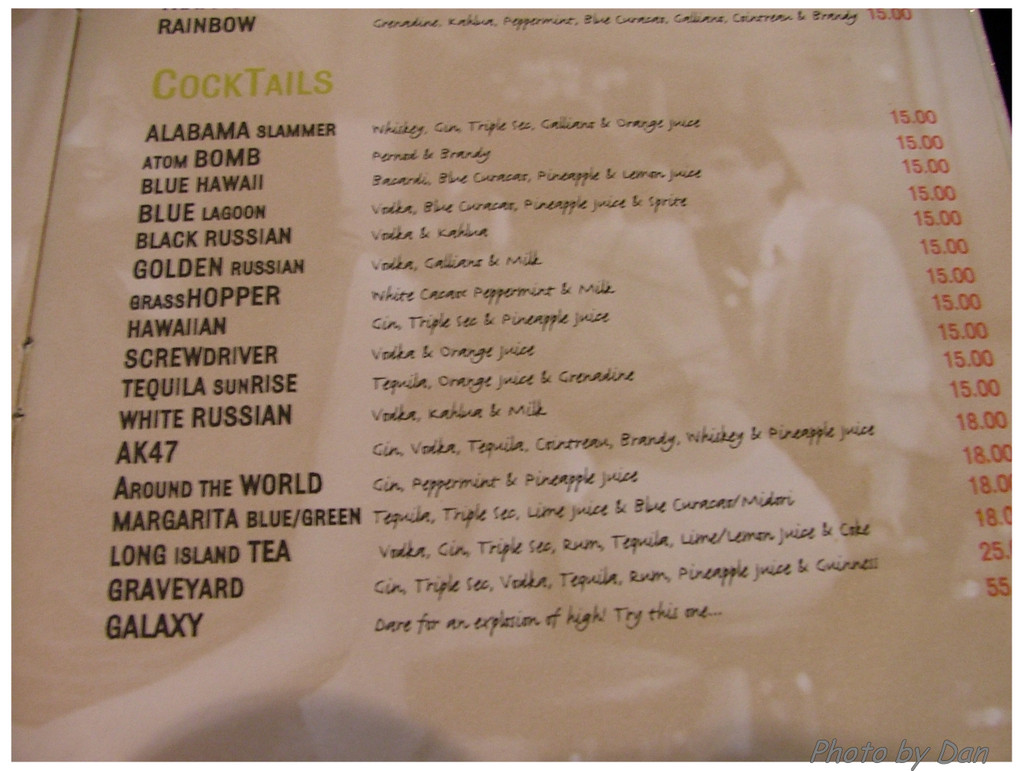 RAINBOW Grenadine, Kahlua, Peppermint, Blue Curacao, Galliano, Cointreau & Brandy 15.00
COCKTAILS
ALABAMA SLAMMER Whiskey, Gin, Triple Sec, Galliano & Orange juice 15.00
ATOM BOMB Pernod & Brandy 15.00
BLUE HAWAII Bacardi, Blue Curacao, Pineapple & Lemon juice 15.00
BLUE LAGOON Vodka, Blue Curacao, Pineapple juice & Sprite 15.00
BLACK RUSSIAN Vodka & Kahlua 15.00
GOLDEN RUSSIAN Vodka, Galliano & Milk 15.00
GRASSHOPPER White Cacaox Peppermint & Milk 15.00
HAWAIIAN Gin, Triple Sec & Pineapple juice 15.00
SCREWDRIVER Vodka & Orange juice 15.00
TEQUILA SUNRISE Tequila, Orange juice & Grenadine 15.00
WHITE RUSSIAN Vodka, Kahlua & Milk 15.00
AK47 Gin, Vodka, Tequila, Cointreau, Brandy, Whiskey & Pineapple juice 18.00
AROUND THE WORLD Gin, Peppermint & Pineapple juice 18.00
MARGARITA BLUE/GREEN Tequila, Triple Sec, Lime juice & Blue Curacao/Midori 18.0
LONG ISLAND TEA Vodka, Gin, Triple Sec, Rum, Tequila, Lime/Lemon juice & Coke 18.0
GRAVEYARD Gin, Triple Sec, Vodka, Tequila, Rum, Pineapple juice & Guinness 25.
GALAXY Dare for an explosion of high! Try this one... 55
Photo by Dan